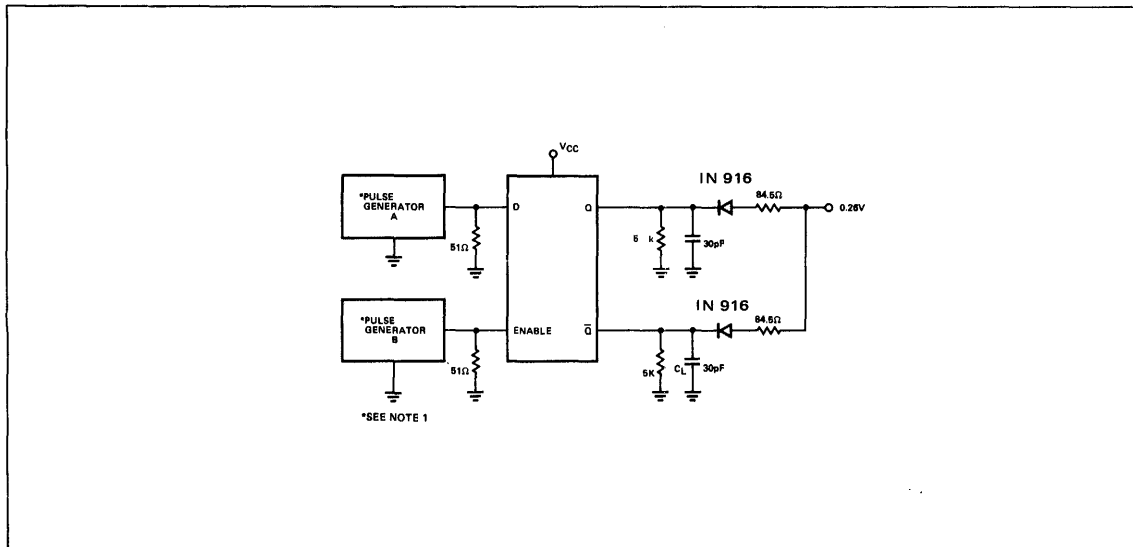 VCC
*PULSE
GENERATOR
A
D
Q
51Ω
IN 916
84.5Ω
0.26V
k
30pF
*PULSE
GENERATOR
B
ENABLE
Q̅
51Ω
IN 916
84.5Ω
5K
CL
30pF
*SEE NOTE 1